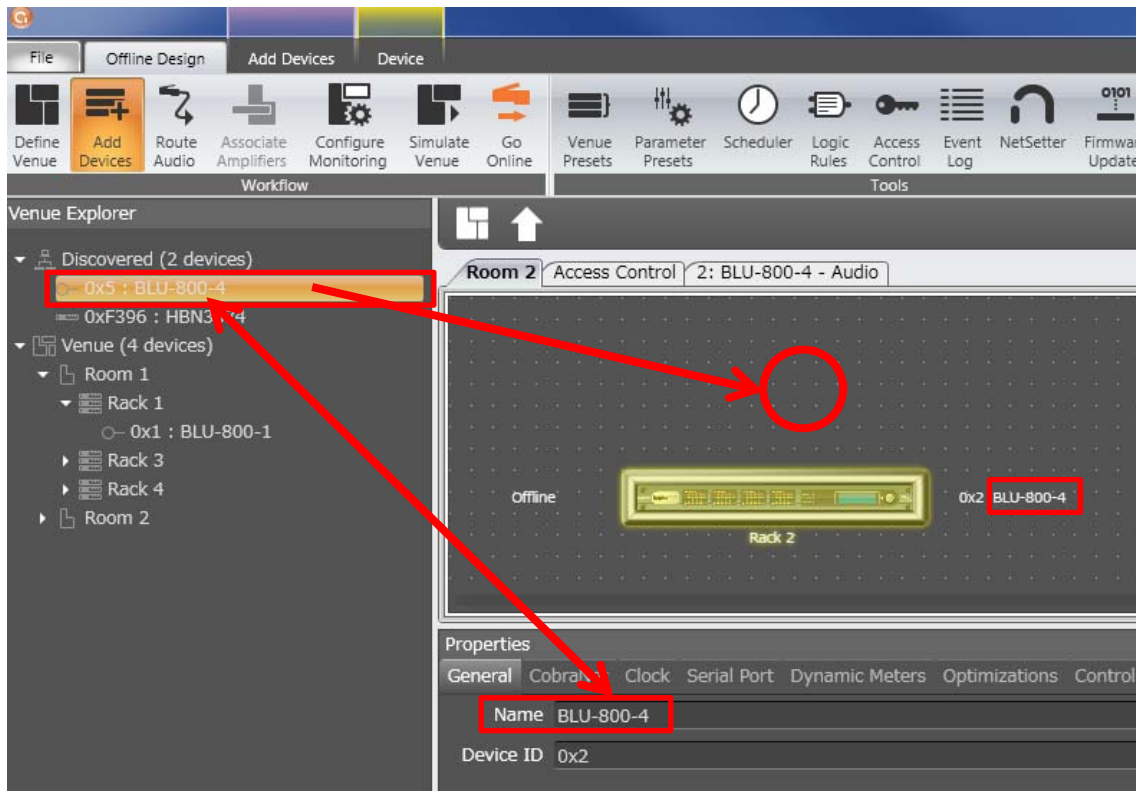 File Offline Design Add Devices Device
Define Venue
Add Devices
Route Audio
Associate Amplifiers
Configure Monitoring
Simulate Venue
Go Online
Venue Presets
Parameter Presets
Scheduler
Logic Rules
Access Control
Event Log
NetSetter
0101
Firmwar
Update
Workflow
Tools
Venue Explorer
Discovered (2 devices)
0x5 : BLU-800-4
0xF396 :
Venue (4 devices)
Room 1
Rack 1
0x1 : BLU-800-1
Rack 3
Rack 4
Room 2
Room 2 Access Control 2: BLU-800-4 - Audio
Offline
0x2 BLU-800-4
Rack 2
Properties
General Clock Serial Port Dynamic Meters Optimizations Control
Name BLU-800-4
Device ID 0x2